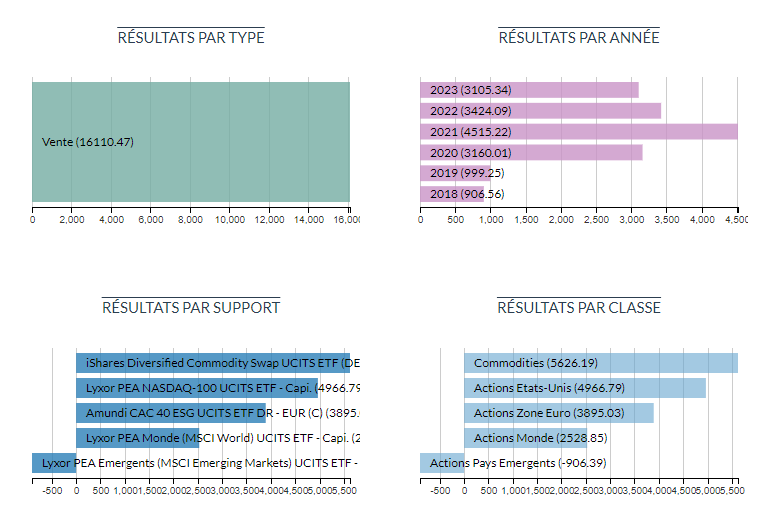 RÉSULTATS PAR TYPE
Vente (16110.47)
0 2,000 4,000 6,000 8,000 10,000 12,000 14,000 16,00
RÉSULTATS PAR ANNÉE
2023 (3105.34)
2022 (3424.09)
2021 (4515.22)
2020 (3160.01)
2019 (999.25)
2018 (906.56)
0 500 1,000 1,500 2,000 2,500 3,000 3,500 4,000 4,500
RÉSULTATS PAR SUPPORT
iShares Diversified Commodity Swap UCITS ETF (DE
Lyxor PEA NASDAQ-100 UCITS ETF - Capi. (4966.79
Amundi CAC 40 ESG UCITS ETF DR - EUR (C) (3895.
Lyxor PEA Monde (MSCI World) UCITS ETF - Capi. (2
Lyxor PEA Emergents (MSCI Emerging Markets) UCITS ETF -
-500 0 500 1,000 1,500 2,000 2,500 3,000 3,500 4,000 4,500 5,000 5,500
RÉSULTATS PAR CLASSE
Commodities (5626.19)
Actions Etats-Unis (4966.79)
Actions Zone Euro (3895.03)
Actions Monde (2528.85)
Actions Pays Emergents (-906.39)
-500 0 500 1,000 1,500 2,000 2,500 3,000 3,500 4,000 4,500 5,000 5,500